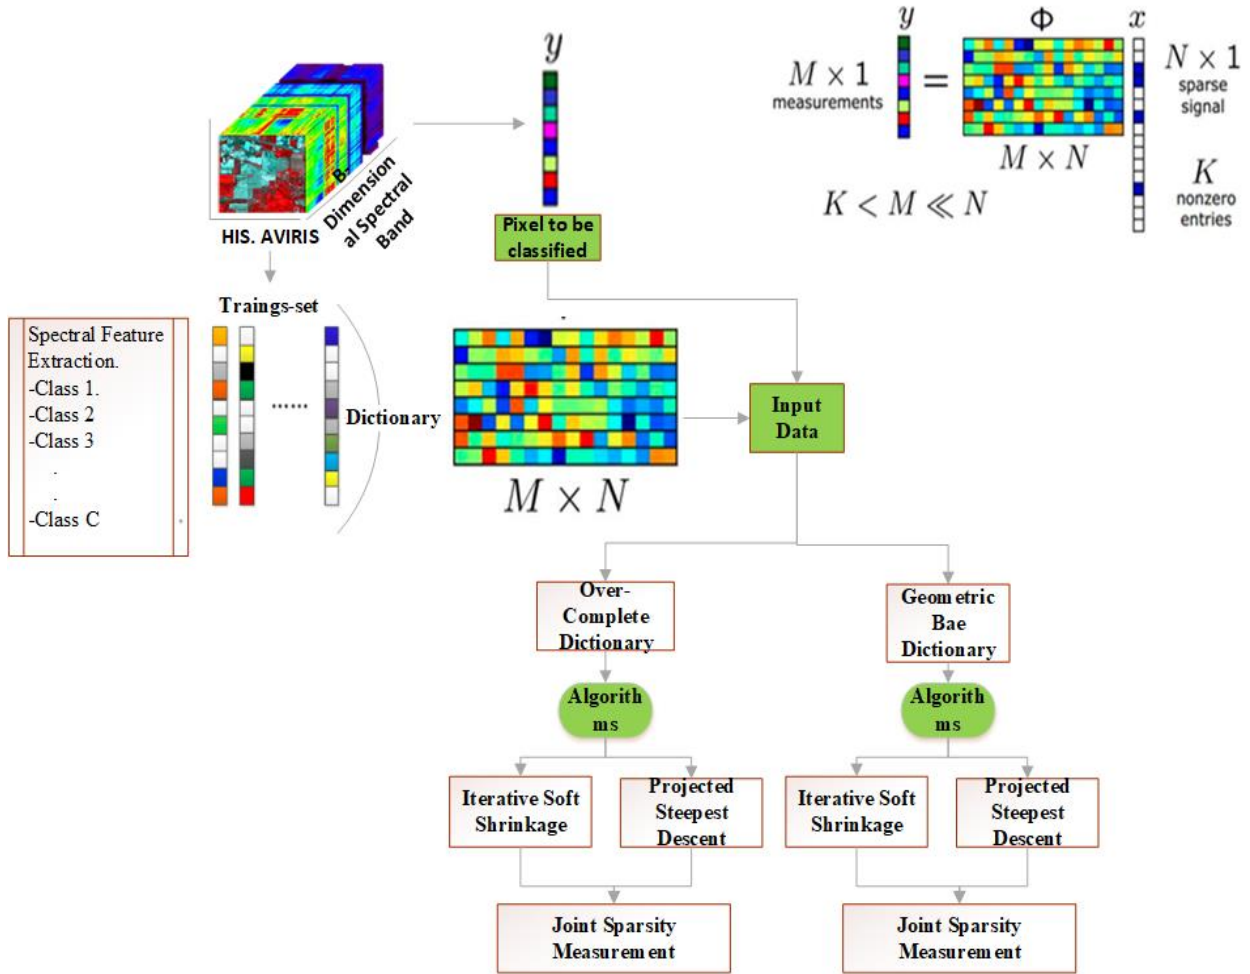 y
HIS. AVIRIS
B-
Dimension
al Spectral
Band
Pixel to be
classified
y
Φ
x
M × 1
measurements
=
M × N
N × 1
sparse
signal
K < M ≪ N
K
nonzero
entries
Traings-set
Spectral Feature
Extraction.
-Class 1.
-Class 2
-Class 3
.
.
-Class C
......
Dictionary
M × N
Input
Data
Over-
Complete
Dictionary
Geometric
Bae
Dictionary
Algorith
ms
Algorith
ms
Iterative Soft
Shrinkage
Projected
Steepest
Descent
Iterative Soft
Shrinkage
Projected
Steepest
Descent
Joint Sparsity
Measurement
Joint Sparsity
Measurement